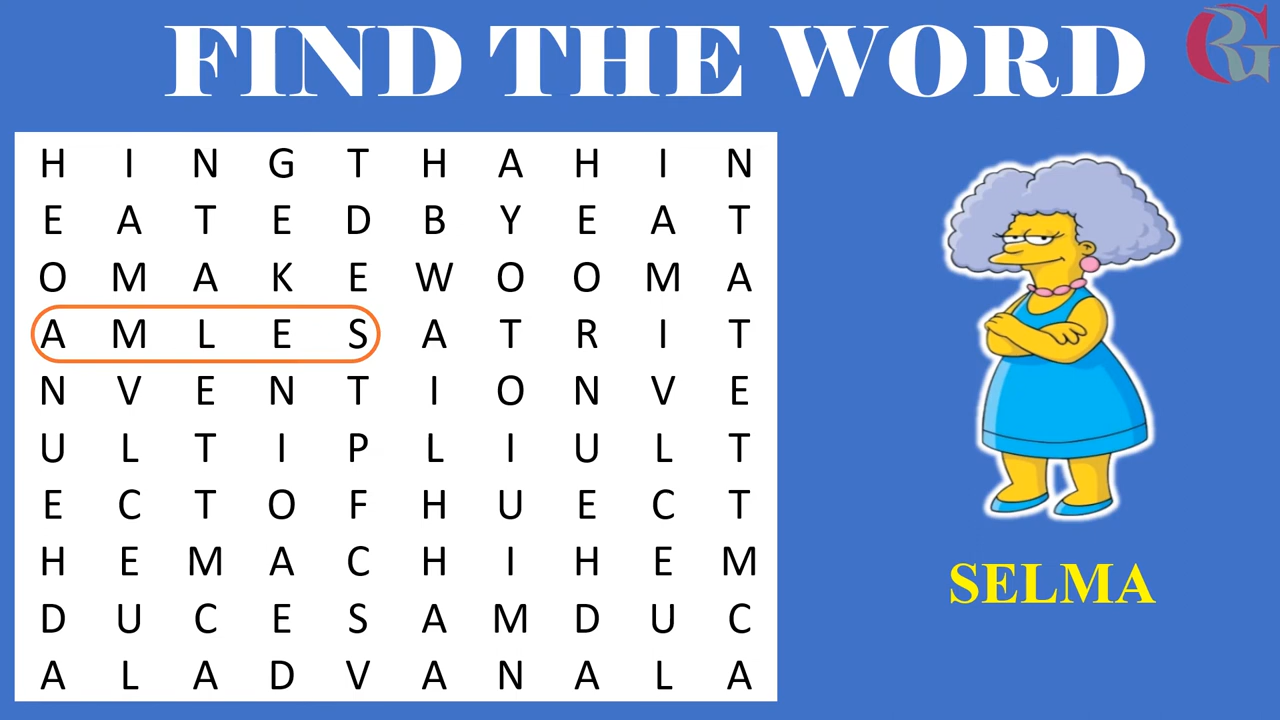 FIND THE WORD
H I N G T H A H I N
E A T E D B Y E A T
O M A K E W O O M A
A M L E S A T R I T
N V E N T I O N V E
U L T I P L I U L T
E C T O F H U E C T
H E M A C H I H E M
D U C E S A M D U C
A L A D V A N A L A
SELMA